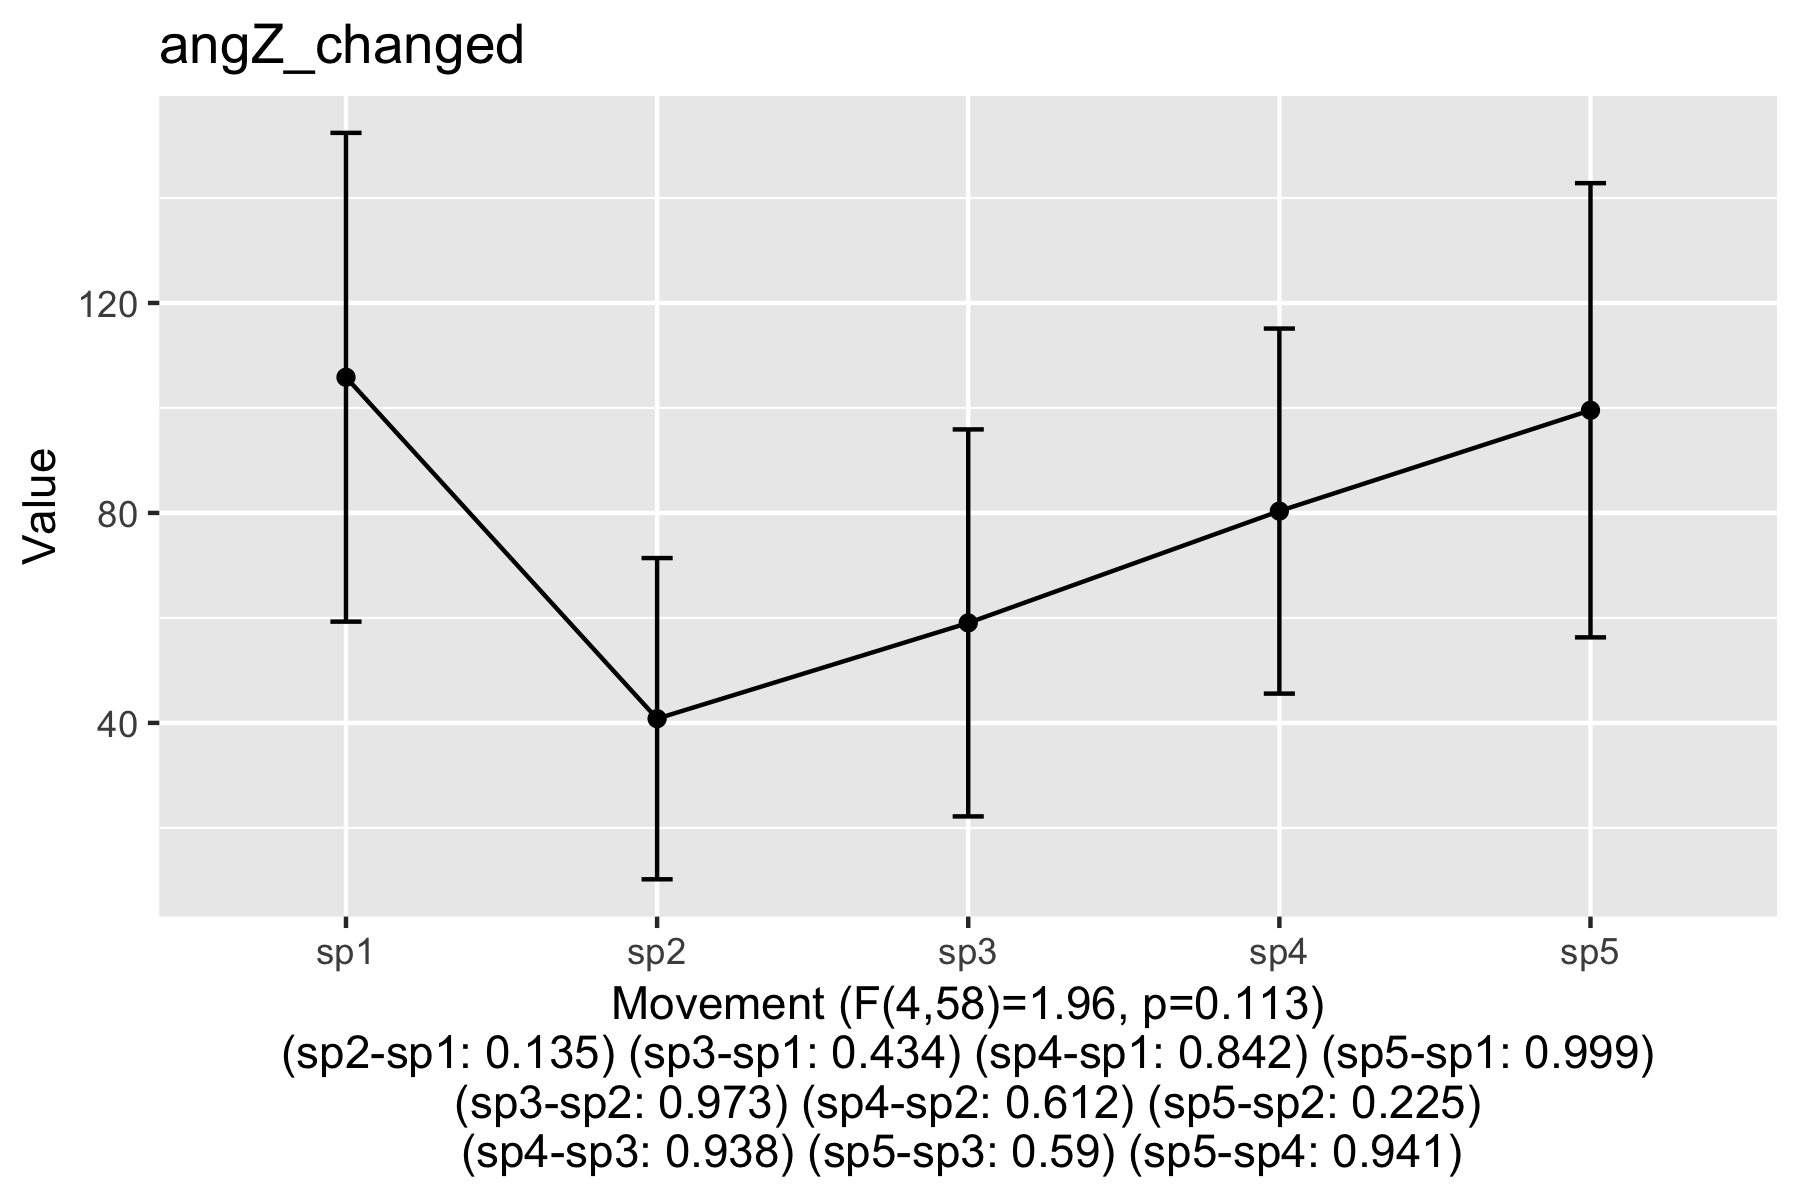 angZ_changed
Value
120
80
40
sp1 sp2 sp3 sp4 sp5
Movement (F(4,58)=1.96, p=0.113)
(sp2-sp1: 0.135) (sp3-sp1: 0.434) (sp4-sp1: 0.842) (sp5-sp1: 0.999)
(sp3-sp2: 0.973) (sp4-sp2: 0.612) (sp5-sp2: 0.225)
(sp4-sp3: 0.938) (sp5-sp3: 0.59) (sp5-sp4: 0.941)